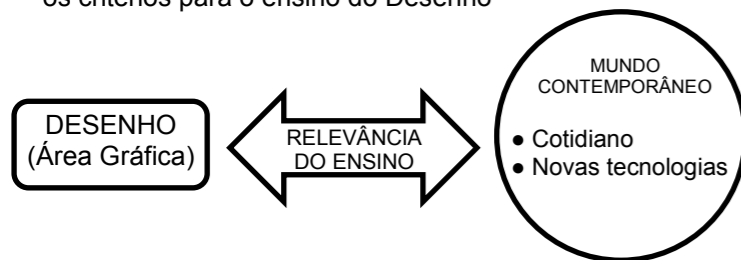 os critérios para o ensino do Desenho
DESENHO
(Área Gráfica)
RELEVÂNCIA
DO ENSINO
MUNDO
CONTEMPORÂNEO
● Cotidiano
● Novas tecnologias